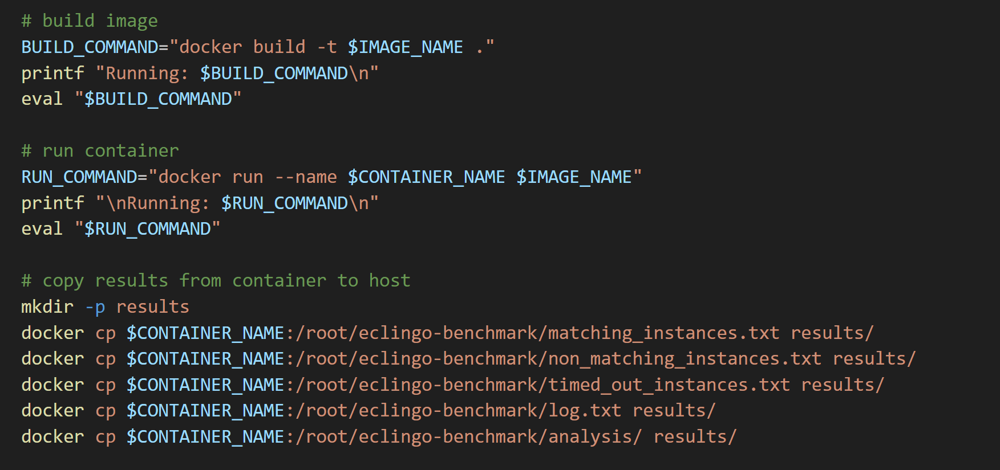 # build image
BUILD_COMMAND="docker build -t $IMAGE_NAME ."
printf "Running: $BUILD_COMMAND\n"
eval "$BUILD_COMMAND"
# run container
RUN_COMMAND="docker run --name $CONTAINER_NAME $IMAGE_NAME"
printf "\nRunning: $RUN_COMMAND\n"
eval "$RUN_COMMAND"
# copy results from container to host
mkdir -p results
docker cp $CONTAINER_NAME:/root/eclingo-benchmark/matching_instances.txt results/
docker cp $CONTAINER_NAME:/root/eclingo-benchmark/non_matching_instances.txt results/
docker cp $CONTAINER_NAME:/root/eclingo-benchmark/timed_out_instances.txt results/
docker cp $CONTAINER_NAME:/root/eclingo-benchmark/log.txt results/
docker cp $CONTAINER_NAME:/root/eclingo-benchmark/analysis/ results/